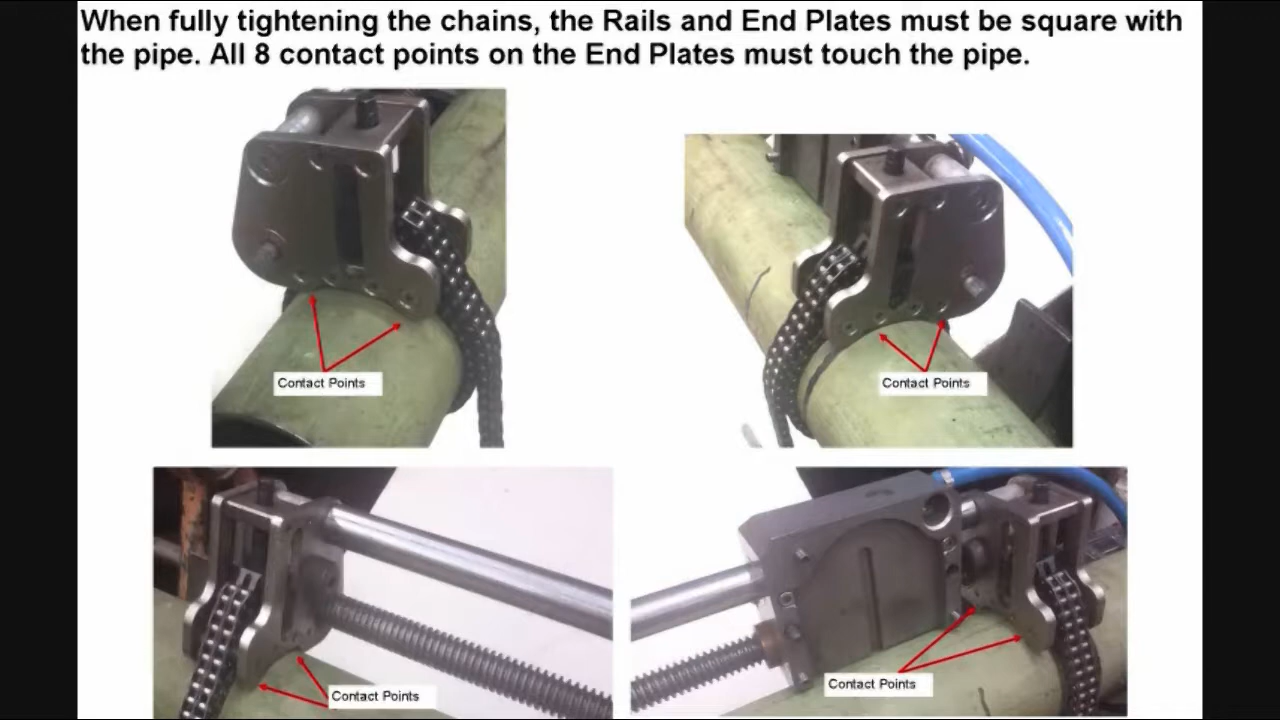 When fully tightening the chains, the Rails and End Plates must be square with
the pipe. All 8 contact points on the End Plates must touch the pipe.
Contact Points
Contact Points
Contact Points
Contact Points